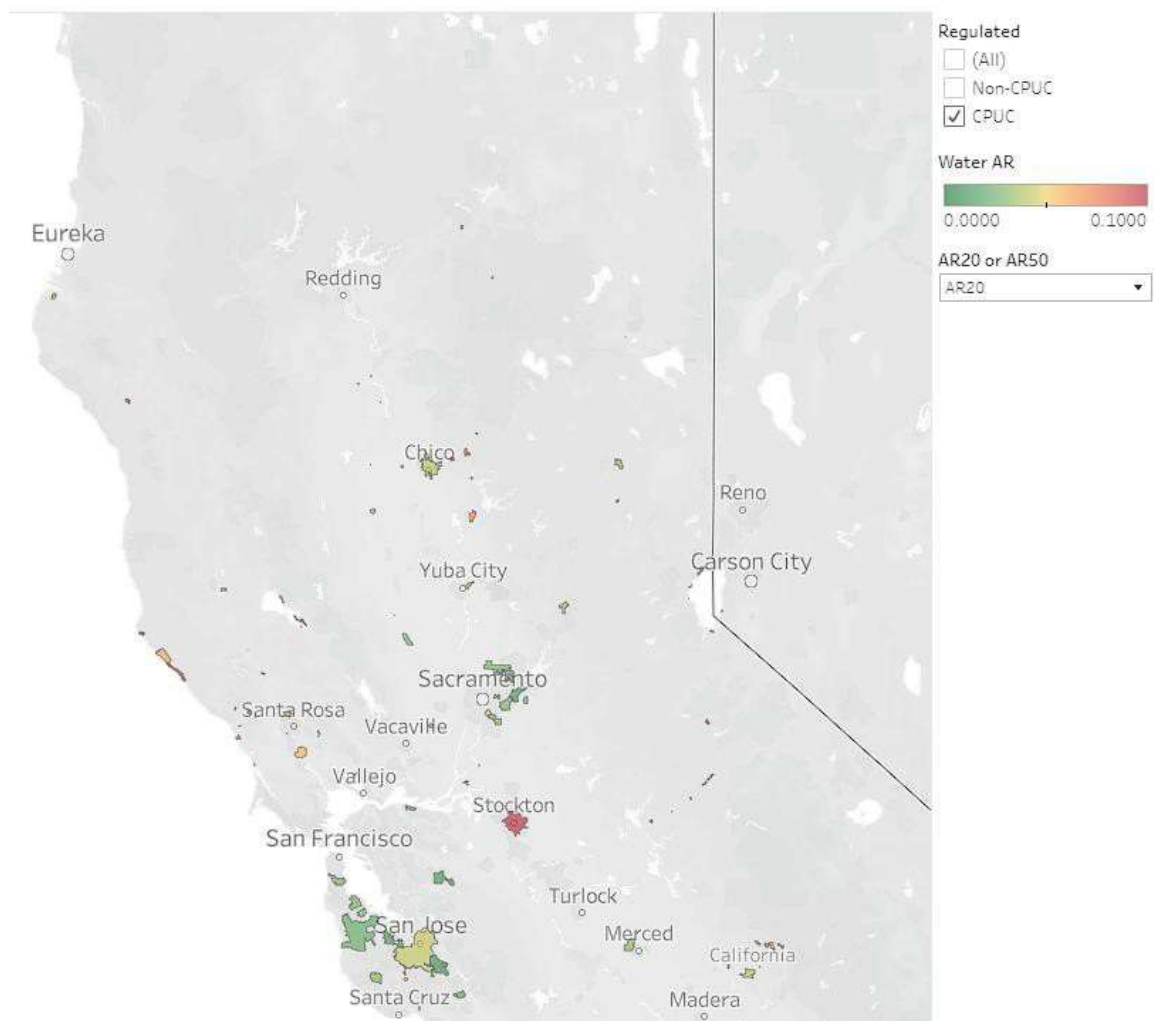 Regulated
(All)
Non-CPUC
CPUC
Water AR
0.0000 0.1000
AR20 or AR50
AR20
Eureka
Redding
Chico
Reno
Carson City
Yuba City
Sacramento
Santa Rosa
Vacaville
Vallejo
Stockton
San Francisco
Turlock
San Jose
Merced
California
Santa Cruz
Madera